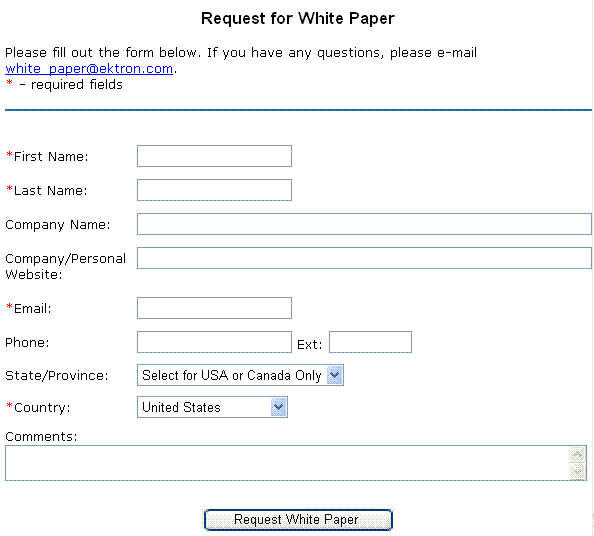 Request for White Paper
Please fill out the form below. If you have any questions, please e-mail
white_paper@ektron.com.
* - required fields
*First Name:
*Last Name:
Company Name:
Company/Personal
Website:
*Email:
Phone: Ext:
State/Province: Select for USA or Canada Only
*Country: United States
Comments:
Request White Paper